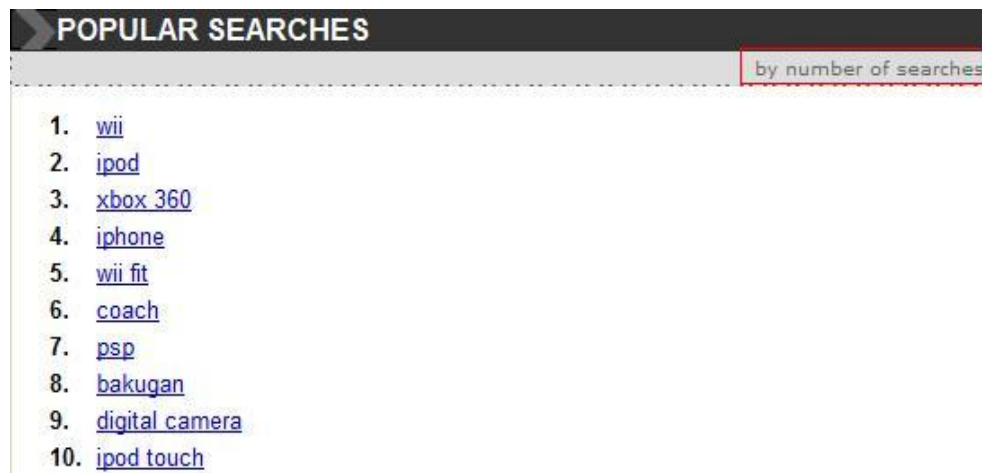 POPULAR SEARCHES
by number of searches
1. wii
2. ipod
3. xbox 360
4. iphone
5. wii fit
6. coach
7. psp
8. bakugan
9. digital camera
10. ipod touch